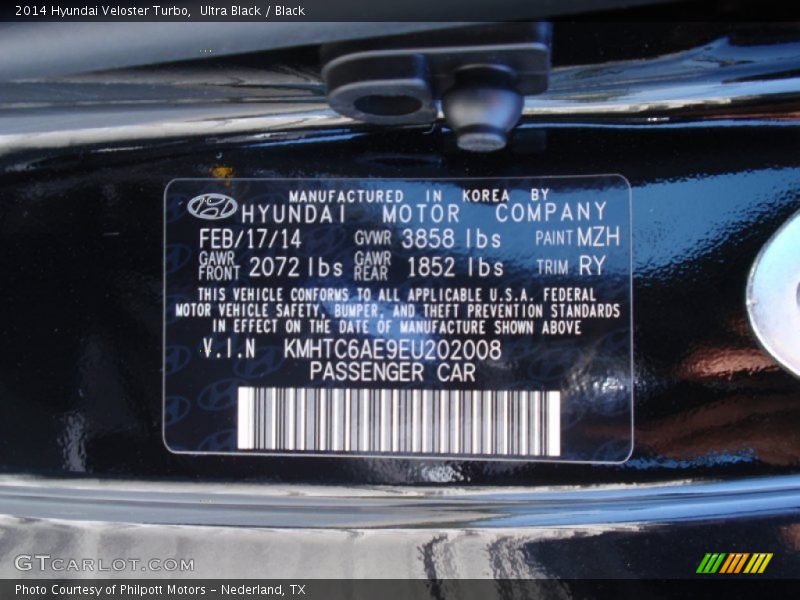 2014 Hyundai Veloster Turbo,  Ultra Black / Black
MANUFACTURED IN KOREA BY
HYUNDAI MOTOR COMPANY
FEB/17/14 GVWR 3858 lbs PAINT MZH
GAWR FRONT 2072 lbs GAWR REAR 1852 lbs TRIM RY
THIS VEHICLE CONFORMS TO ALL APPLICABLE U.S.A. FEDERAL
MOTOR VEHICLE SAFETY, BUMPER, AND THEFT PREVENTION STANDARDS
IN EFFECT ON THE DATE OF MANUFACTURE SHOWN ABOVE
V.I.N KMHTC6AE9EU202008
PASSENGER CAR
GTCARLOT.COM
Photo Courtesy of Philpott Motors - Nederland, TX